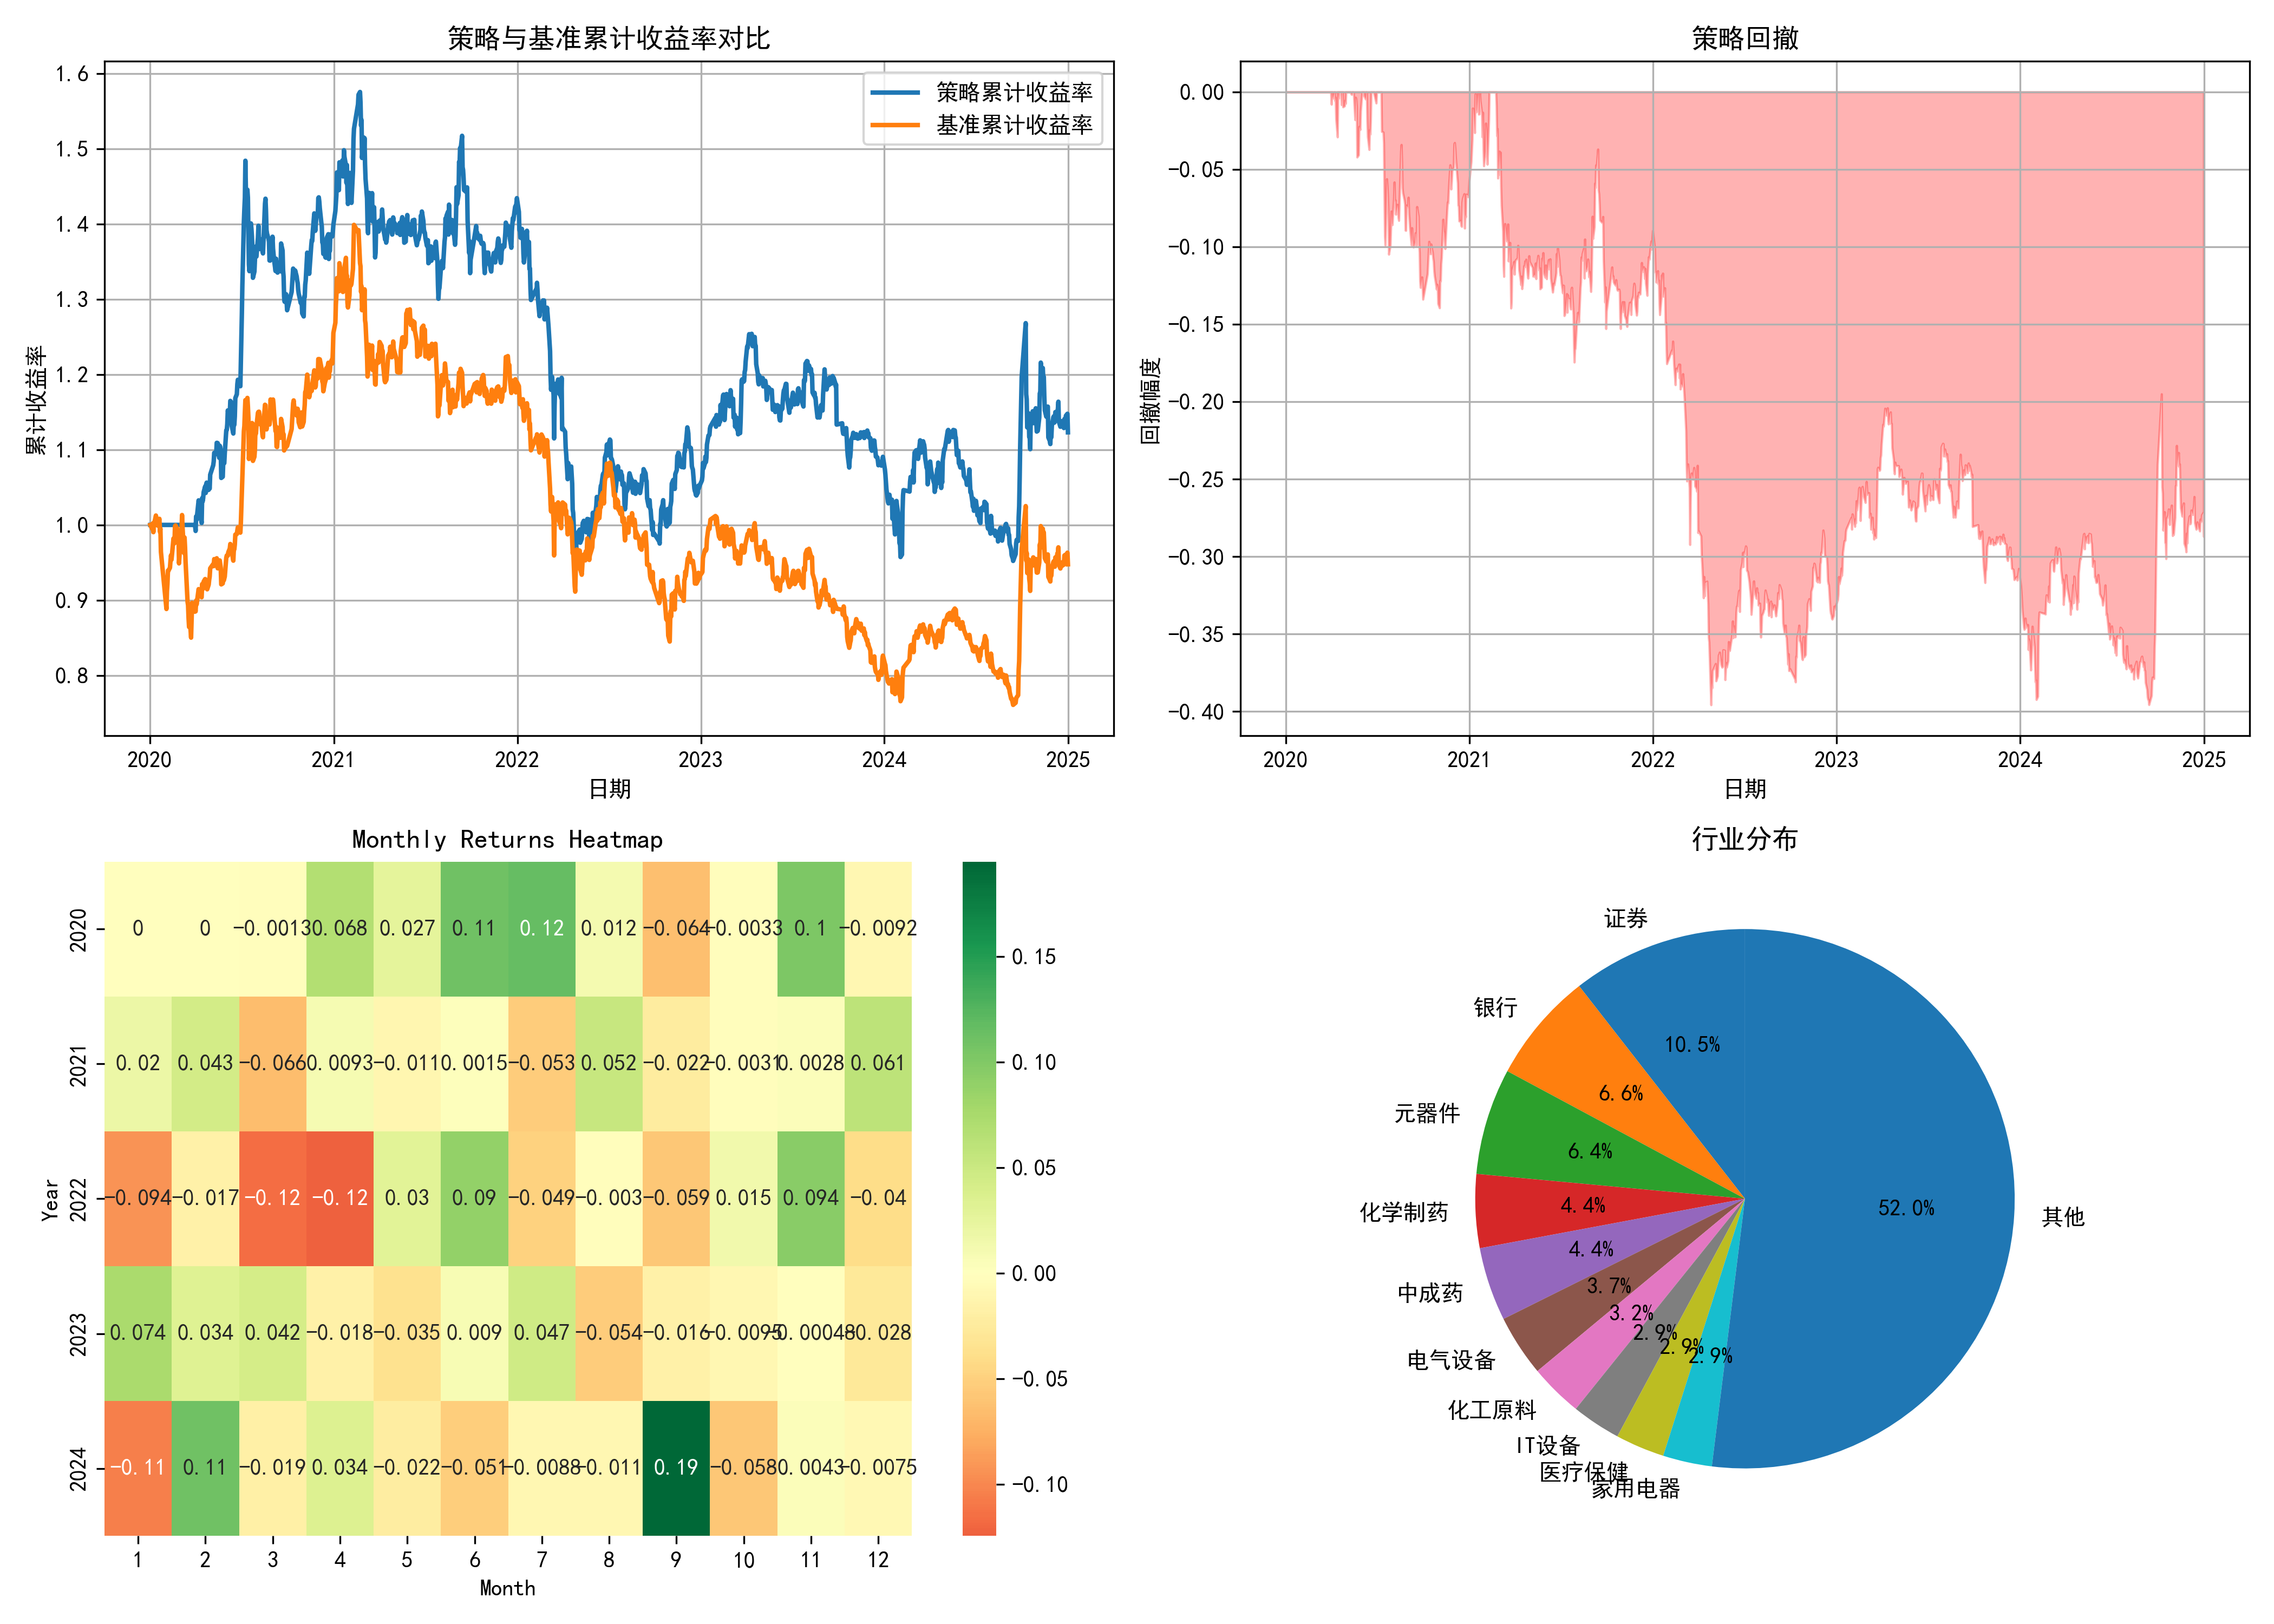 策略与基准累计收益率对比
1.6
1.5
1.4
1.3
1.2
1.1
1.0
0.9
0.8
累计收益率
策略累计收益率
基准累计收益率
2020 2021 2022 2023 2024 2025
日期
策略回撤
0.00
−0.05
−0.10
−0.15
−0.20
−0.25
−0.30
−0.35
−0.40
回撤幅度
2020 2021 2022 2023 2024 2025
日期
Monthly Returns Heatmap
Year
2020 0 0 −0.0013 0.068 0.027 0.11 0.12 0.012 −0.064 −0.0033 0.1 −0.0092
2021 0.02 0.043 −0.066 0.0093 −0.011 0.0015 −0.053 0.052 −0.022 −0.0031 0.0028 0.061
2022 −0.094 −0.017 −0.12 −0.12 0.03 0.09 −0.049 −0.003 −0.059 0.015 0.094 −0.04
2023 0.074 0.034 0.042 −0.018 −0.035 0.009 0.047 −0.054 −0.016 −0.0095 −0.00048 −0.028
2024 −0.11 0.11 −0.019 0.034 −0.022 −0.051 −0.0088 −0.011 0.19 −0.058 0.0043 −0.0075
1 2 3 4 5 6 7 8 9 10 11 12
Month
0.15
0.10
0.05
0.00
−0.05
−0.10
行业分布
证券
10.5%
银行
6.6%
元器件
6.4%
化学制药
4.4%
中成药
4.4%
电气设备
3.7%
化工原料
3.2%
IT设备
2.9%
医疗保健
2.9%
家用电器
2.9%
其他
52.0%